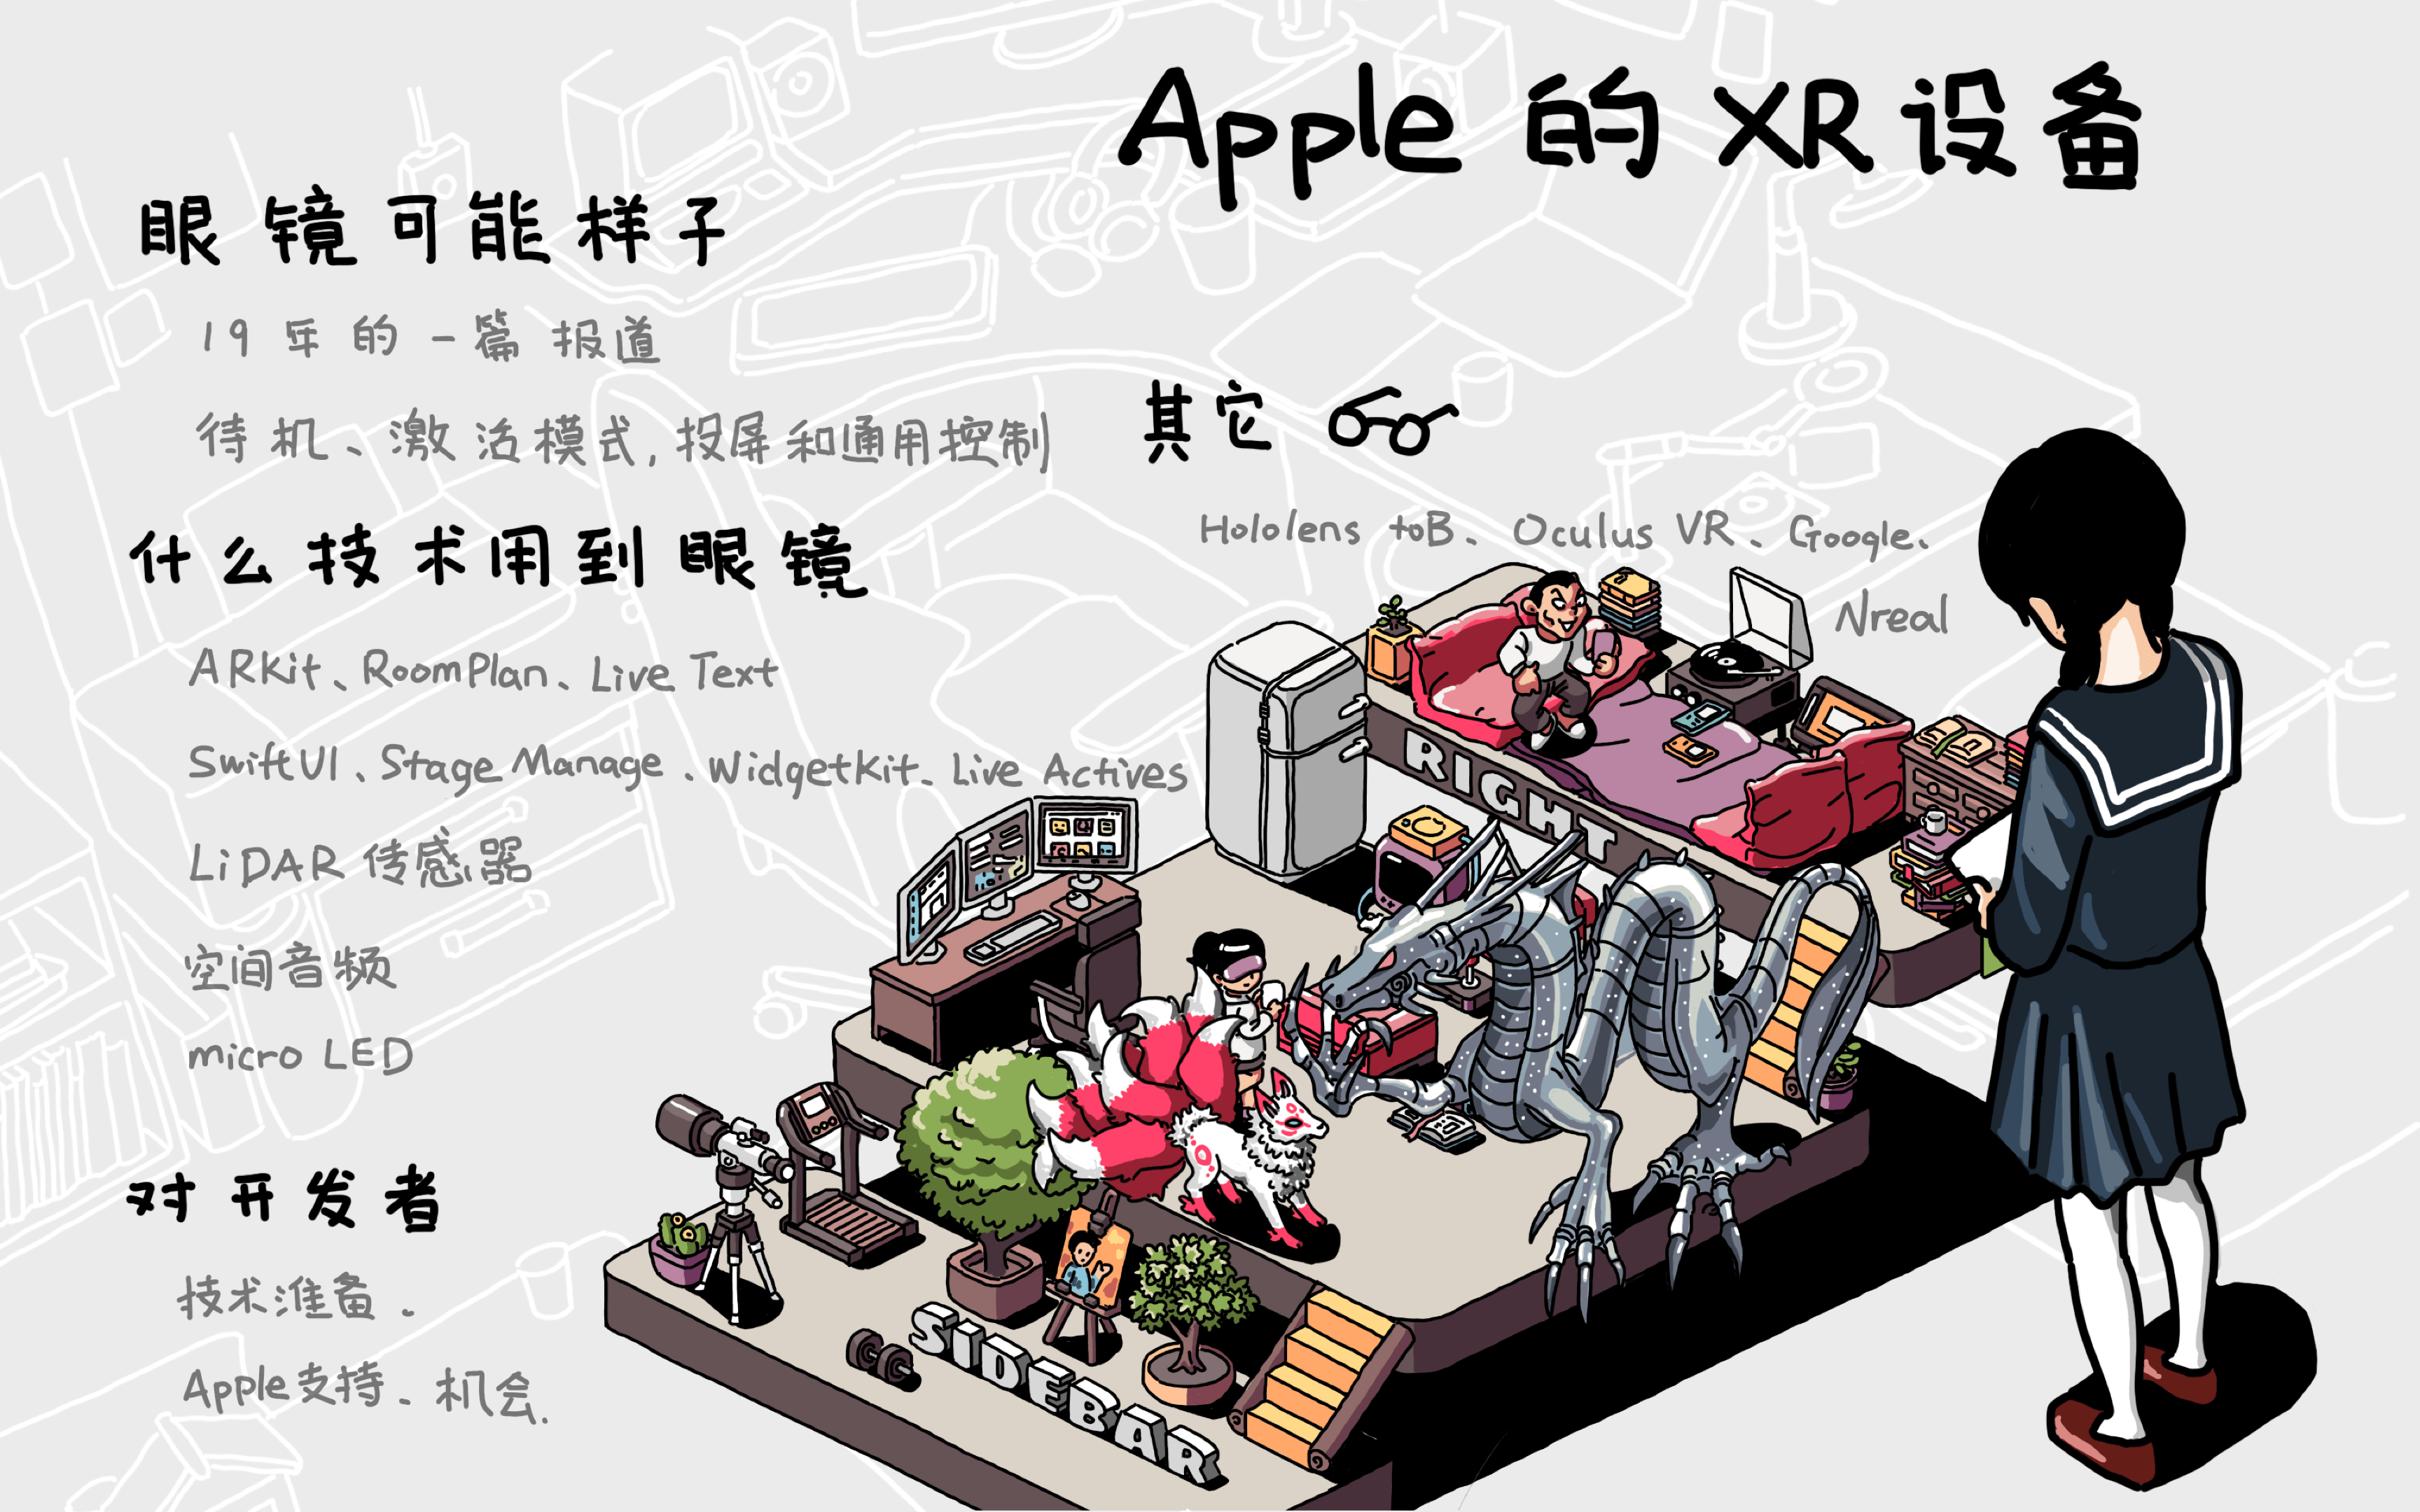 Apple 的 XR 设备
眼镜可能样子
19年的一篇报道
待机、激活模式,投屏和通用控制
什么技术用到眼镜
ARKit、RoomPlan、Live Text
SwiftUI、Stage Manage、WidgetKit、Live Actives
LiDAR 传感器
空间音频
micro LED
对开发者
技术准备.
Apple支持、机会.
其它
Hololens toB、Oculus VR、Google、
Nreal
RIGHT
SIDEBAR